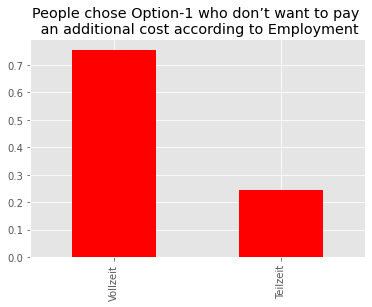 People chose Option-1 who don’t want to pay
an additional cost according to Employment
0.7
0.6
0.5
0.4
0.3
0.2
0.1
0.0
Vollzeit
Teilzeit